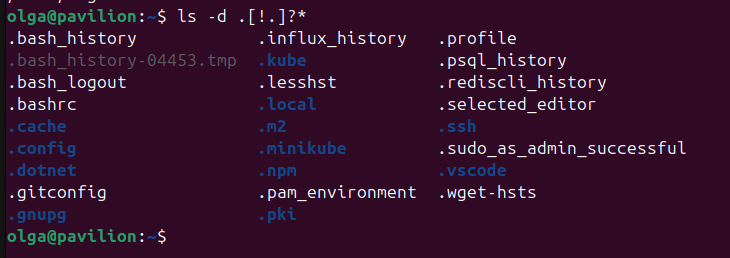 olga@pavilion:~$ ls -d .[!.]?*
.bash_history .influx_history .profile
.bash_history-04453.tmp .kube .psql_history
.bash_logout .lesshst .rediscli_history
.bashrc .local .selected_editor
.cache .m2 .ssh
.config .minikube .sudo_as_admin_successful
.dotnet .npm .vscode
.gitconfig .pam_environment .wget-hsts
.gnupg .pki
olga@pavilion:~$